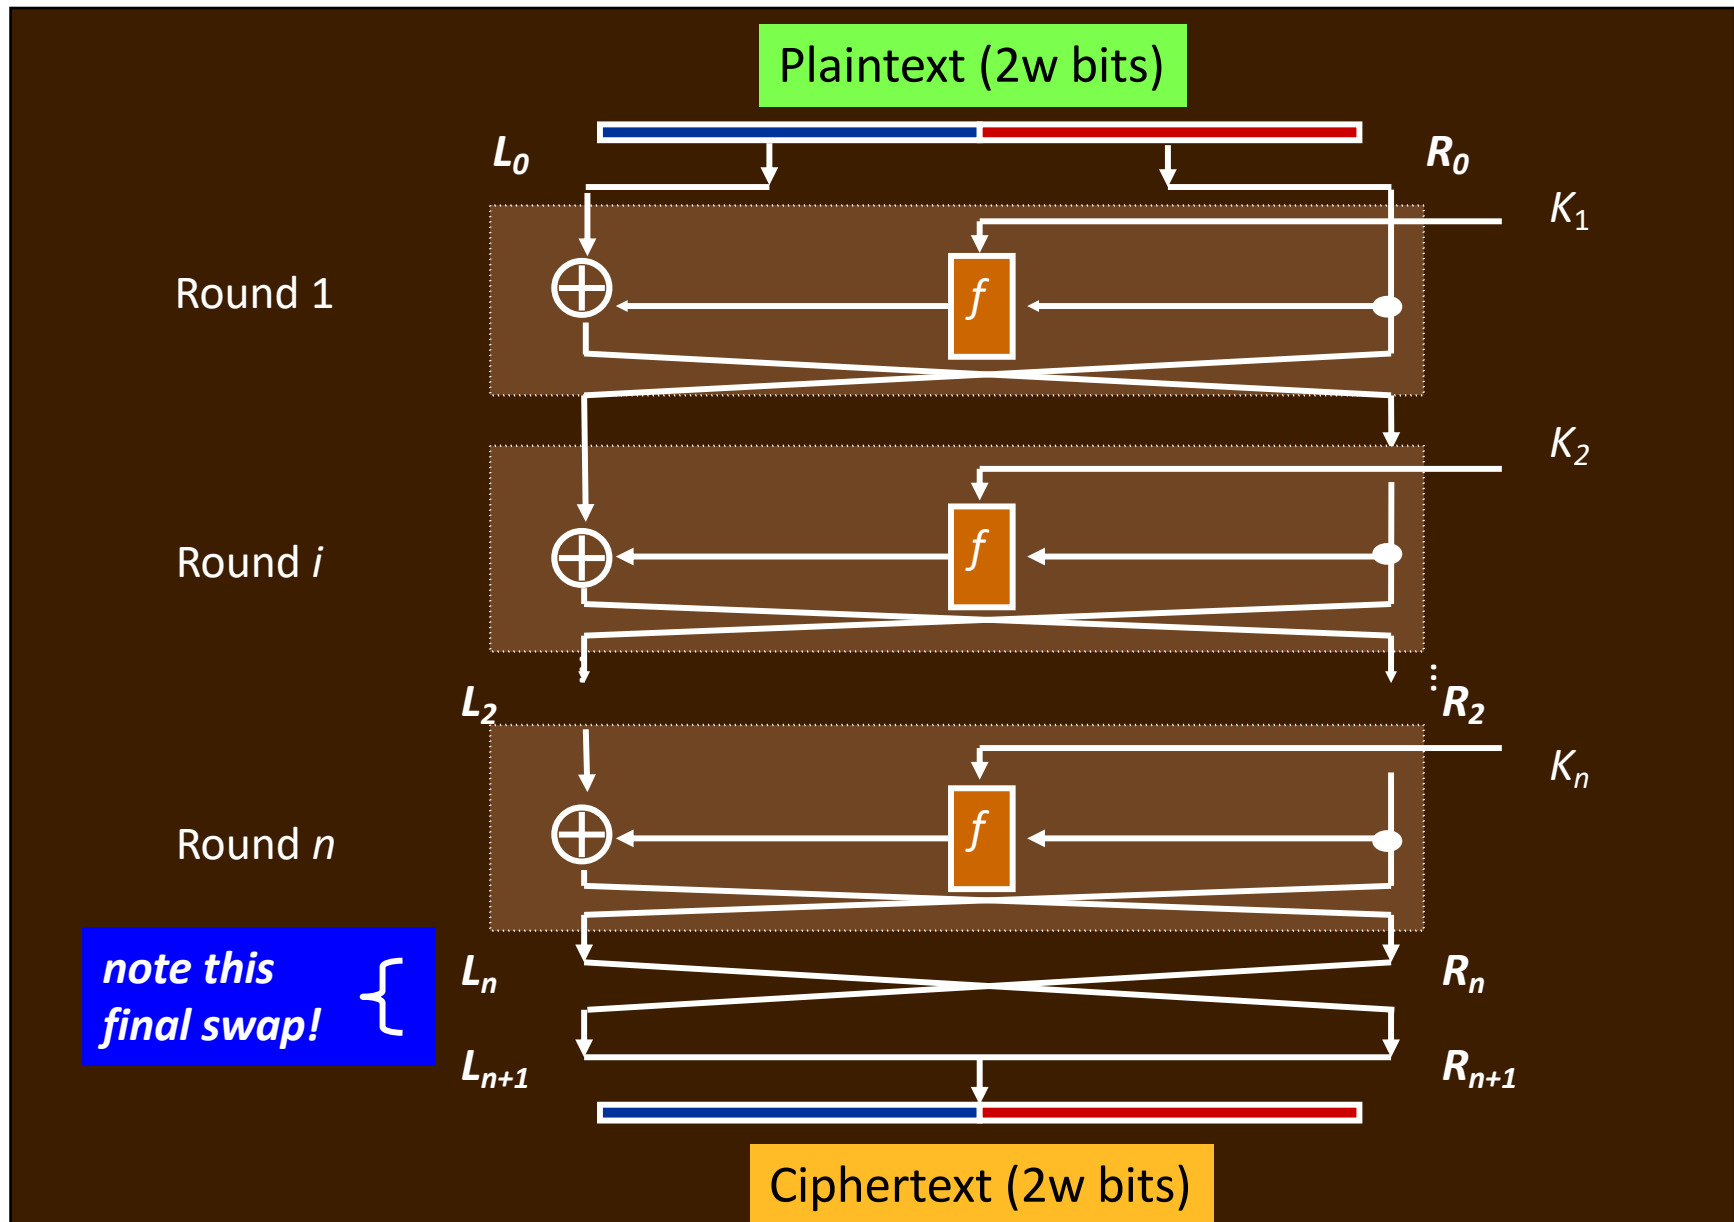 Plaintext (2w bits)
L0
R0
K1
Round 1
f
K2
Round i
f
⋮
⋮
L2
R2
Kn
Round n
f
note this
final swap!
{
Ln
Rn
Ln+1
Rn+1
Ciphertext (2w bits)